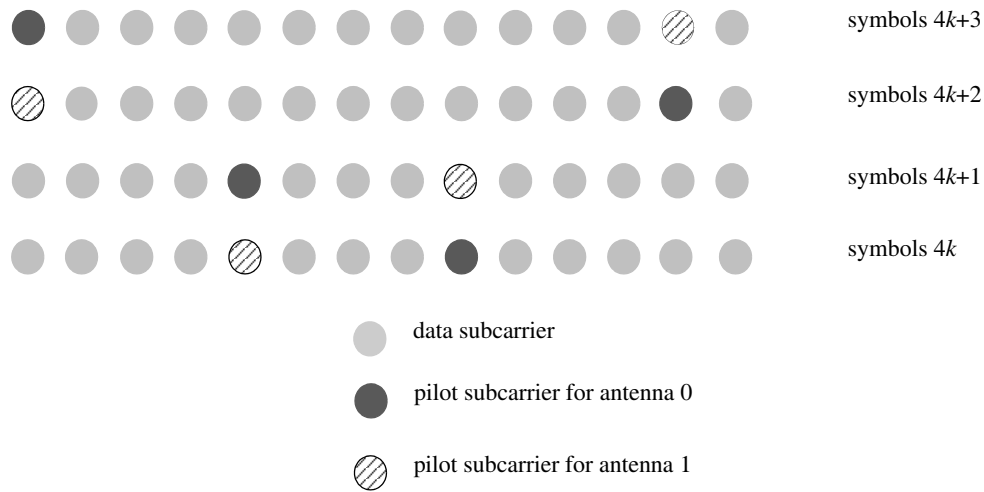 symbols 4k+3
symbols 4k+2
symbols 4k+1
symbols 4k
data subcarrier
pilot subcarrier for antenna 0
pilot subcarrier for antenna 1